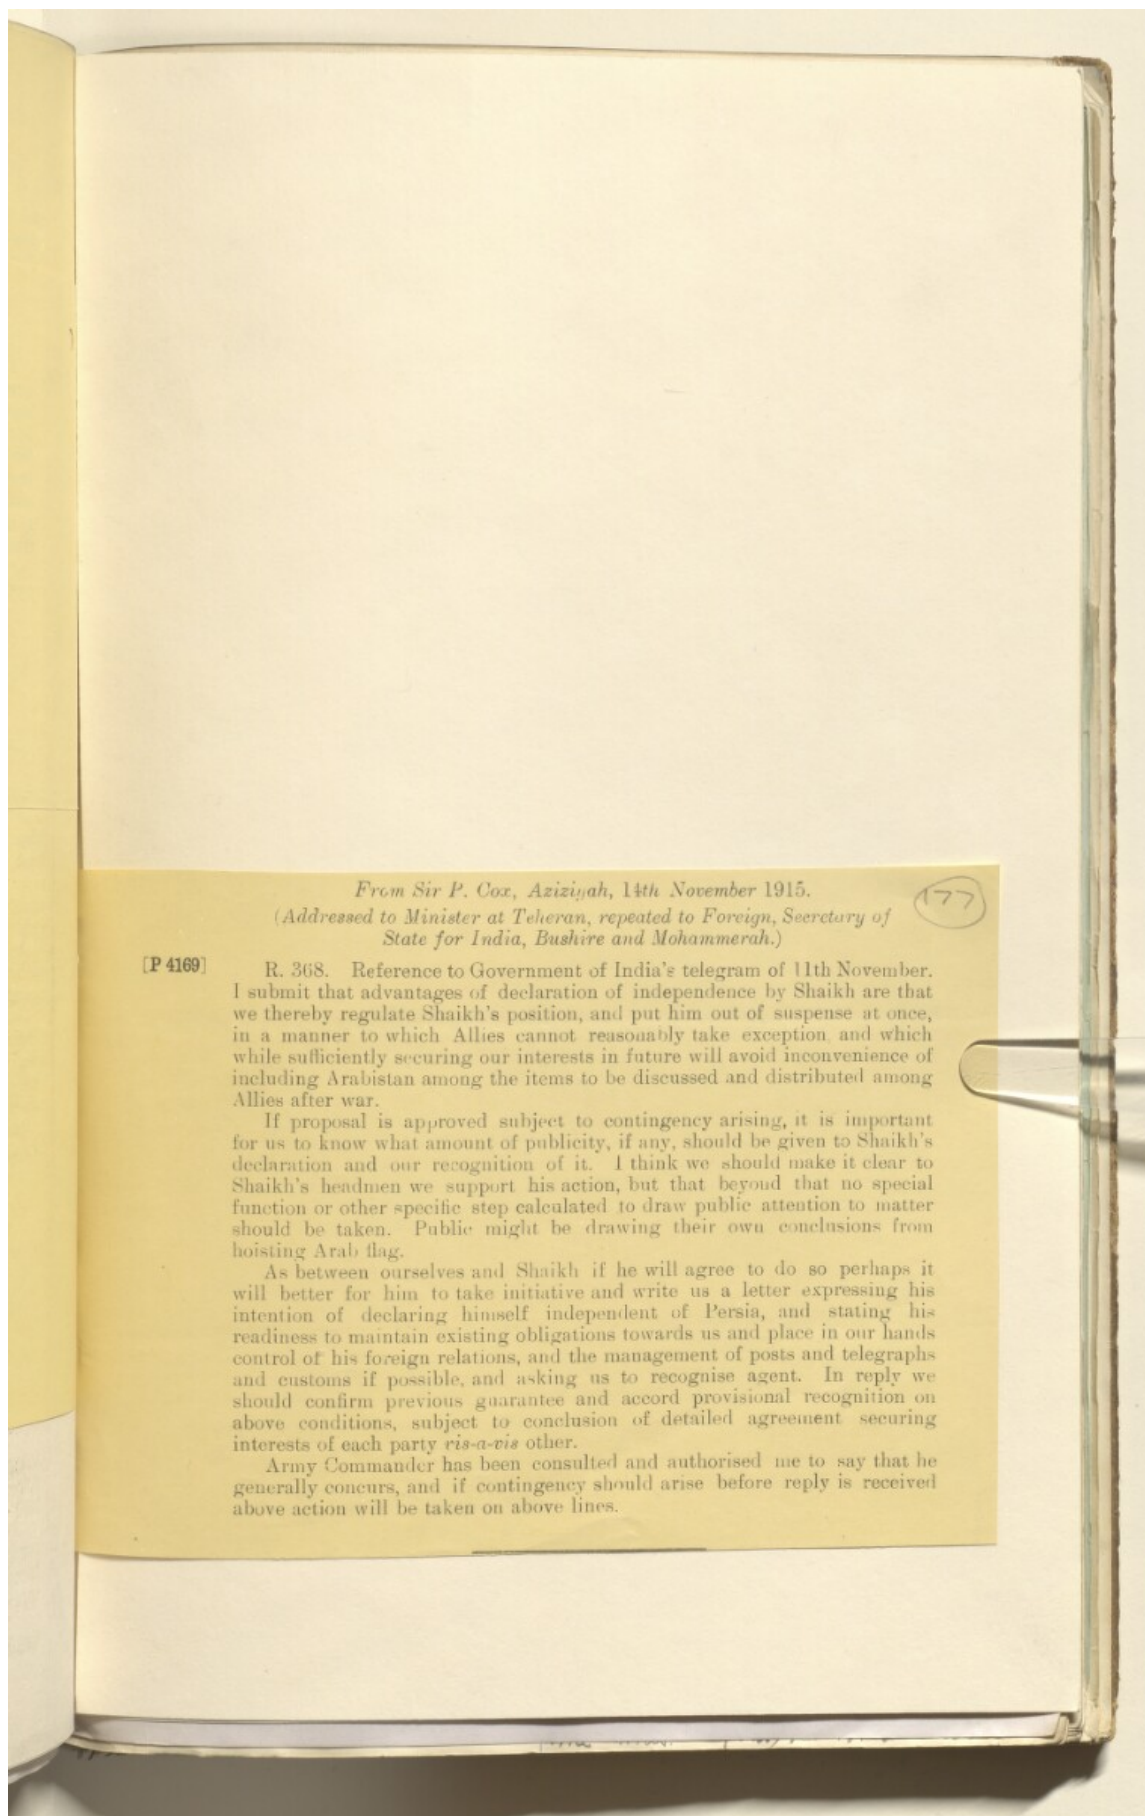 From Sir P. Cox, Aziziyah, 14th November 1915.
177
(Addressed to Minister at Teheran, repeated to Foreign, Secretary of
State for India, Bushire and Mohammerah.)
[P 4169]
R. 368. Reference to Government of India's telegram of 11th November.
I submit that advantages of declaration of independence by Shaikh are that
we thereby regulate Shaikh's position, and put him out of suspense at once,
in a manner to which Allies cannot reasonably take exception, and which
while sufficiently securing our interests in future will avoid inconvenience of
including Arabistan among the items to be discussed and distributed among
Allies after war.
If proposal is approved subject to contingency arising, it is important
for us to know what amount of publicity, if any, should be given to Shaikh's
declaration and our recognition of it. I think we should make it clear to
Shaikh's headmen we support his action, but that beyond that no special
function or other specific step calculated to draw public attention to matter
should be taken. Public might be drawing their own conclusions from
hoisting Arab flag.
As between ourselves and Shaikh if he will agree to do so perhaps it
will better for him to take initiative and write us a letter expressing his
intention of declaring himself independent of Persia, and stating his
readiness to maintain existing obligations towards us and place in our hands
control of his foreign relations, and the management of posts and telegraphs
and customs if possible, and asking us to recognise agent. In reply we
should confirm previous guarantee and accord provisional recognition on
above conditions, subject to conclusion of detailed agreement securing
interests of each party vis-a-vis other.
Army Commander has been consulted and authorised me to say that he
generally concurs, and if contingency should arise before reply is received
above action will be taken on above lines.